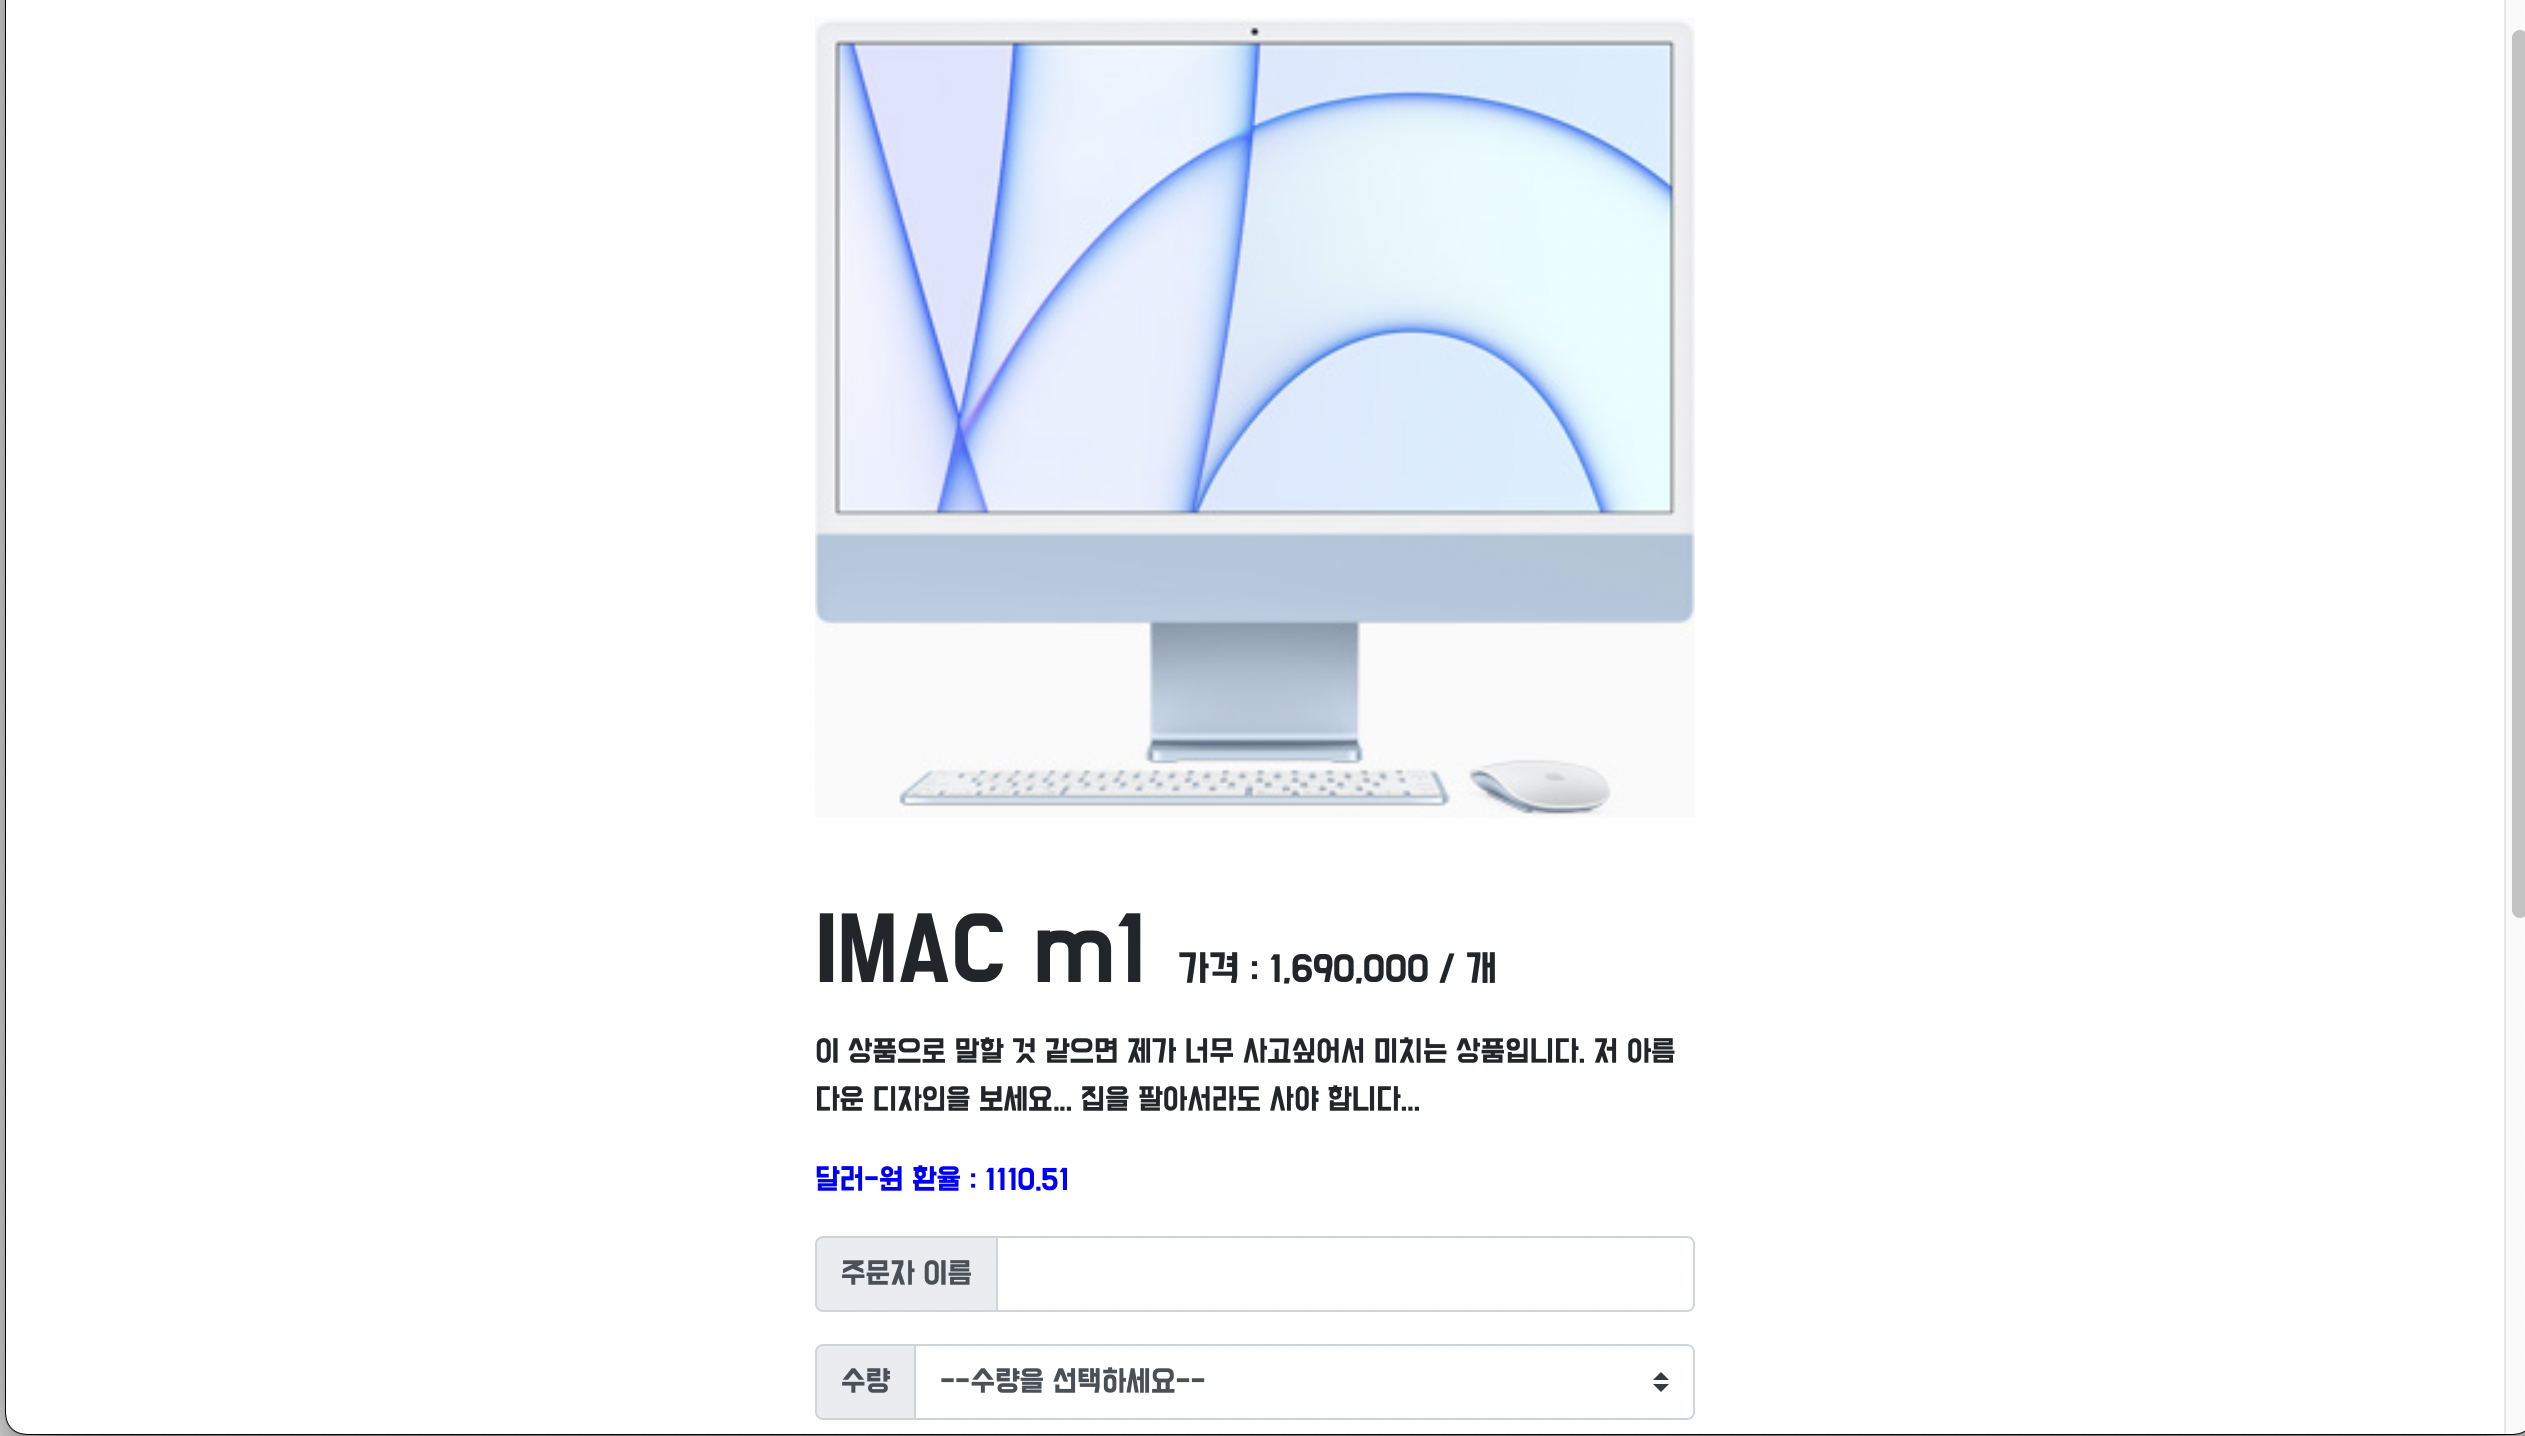 IMAC m1 가격 : 1,690,000 / 개
이 상품으로 말할 것 같으면 제가 너무 사고싶어서 미치는 상품입니다. 저 아름
다운 디자인을 보세요... 집을 팔아서라도 사야 합니다...
달러-원 환율 : 1110.51
주문자 이름
수량 --수량을 선택하세요--